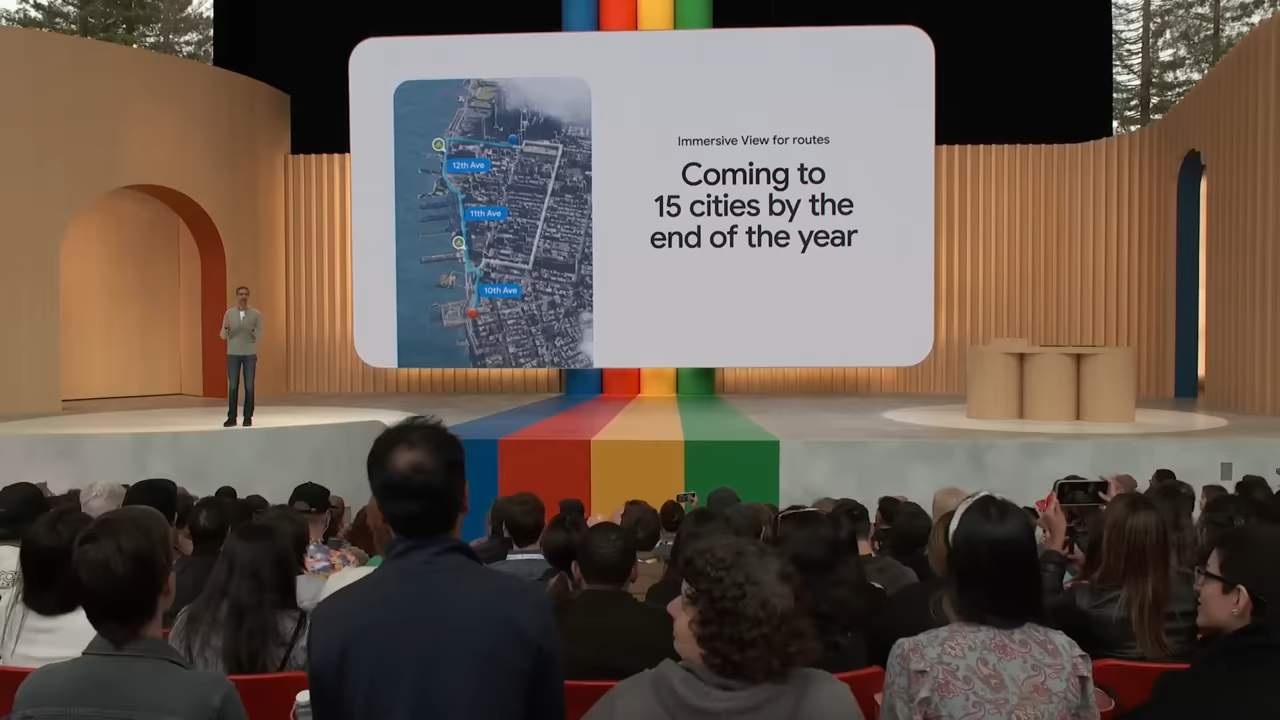 12th Ave
11th Ave
10th Ave
Immersive View for routes
Coming to
15 cities by the
end of the year